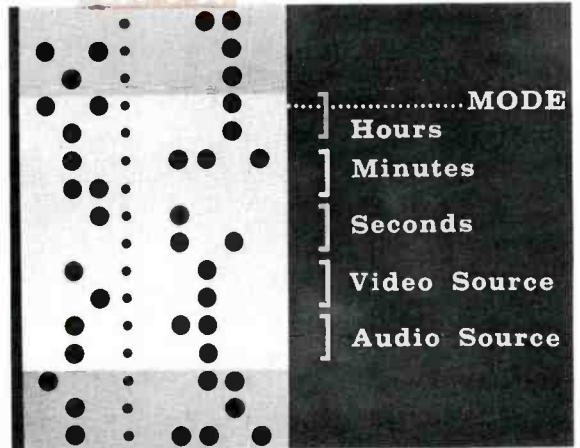 MODE
Hours
Minutes
Seconds
Video Source
Audio Source